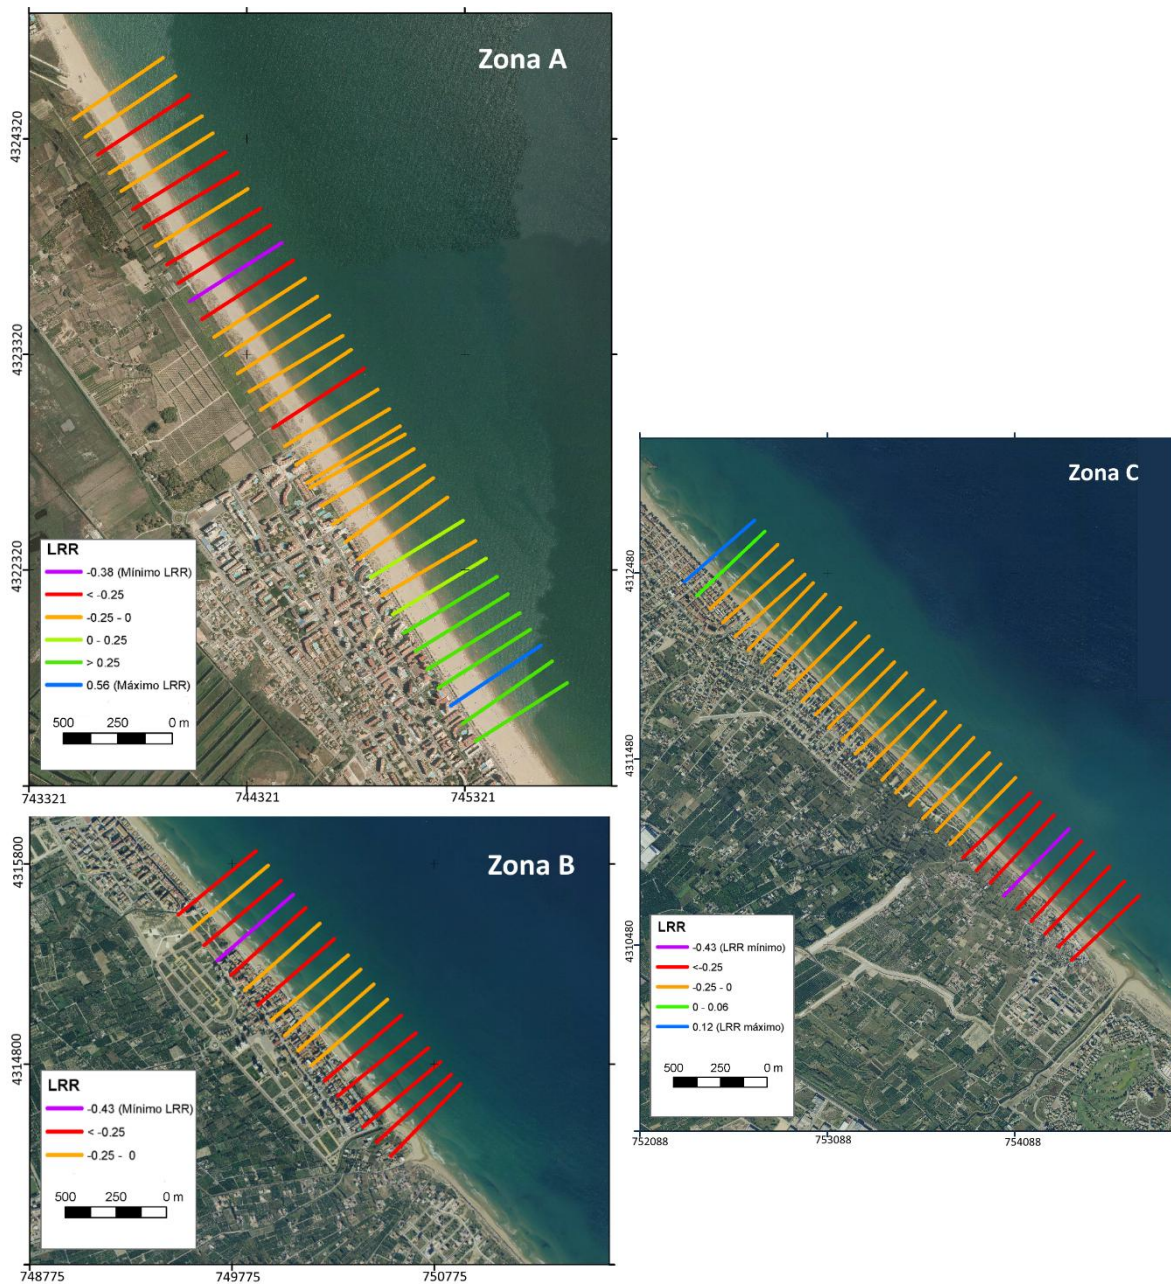 Zona A
4324320
4323320
4322320
LRR
-0.38 (Mínimo LRR)
< -0.25
-0.25 - 0
0 - 0.25
> 0.25
0.56 (Máximo LRR)
500 250 0 m
743321 744321 745321
Zona B
4315800
4314800
LRR
-0.43 (Mínimo LRR)
< -0.25
-0.25 - 0
500 250 0 m
748775 749775 750775
Zona C
4312480
4311480
4310480
LRR
-0.43 (LRR mínimo)
<-0.25
-0.25 - 0
0 - 0.06
0.12 (LRR máximo)
500 250 0 m
752088 753088 754088